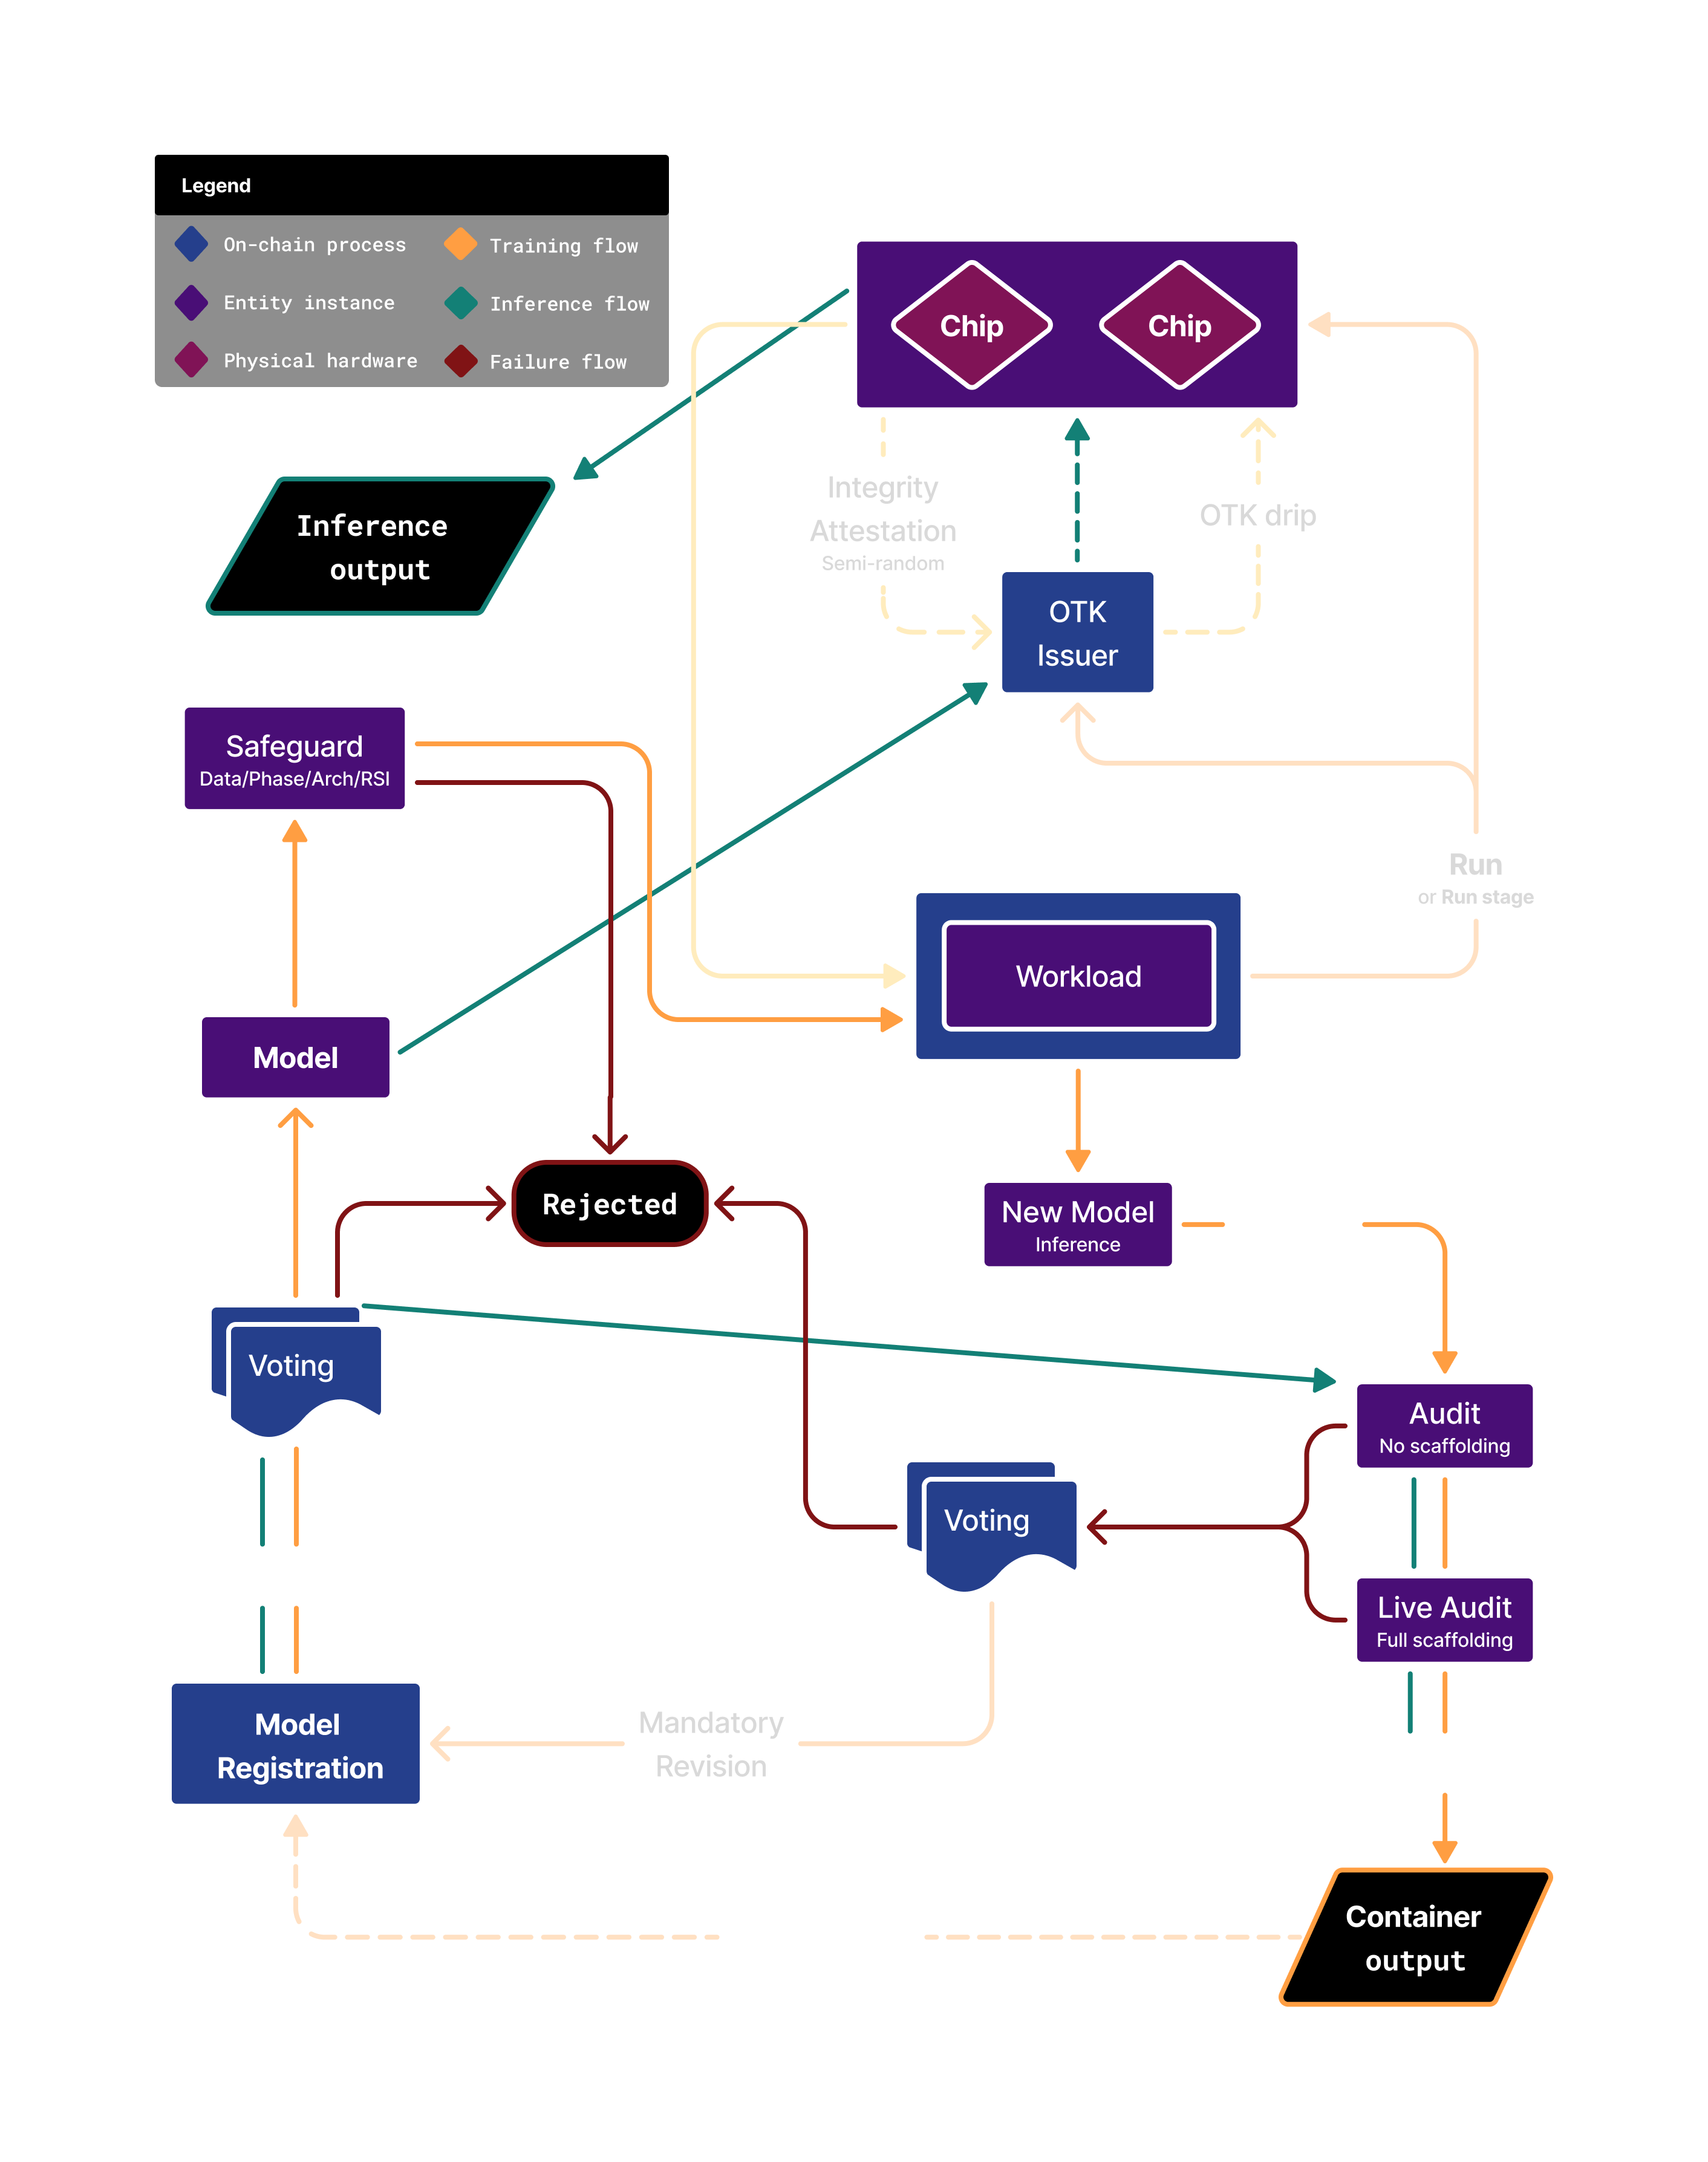 Legend
On-chain process
Training flow
Entity instance
Inference flow
Physical hardware
Failure flow
Chip
Chip
Integrity
Attestation
Semi-random
OTK drip
Inference
output
OTK
Issuer
Safeguard
Data/Phase/Arch/RSI
Run
or Run stage
Workload
Model
Rejected
New Model
Inference
Voting
Audit
No scaffolding
Voting
Live Audit
Full scaffolding
Model
Registration
Mandatory
Revision
Container
output